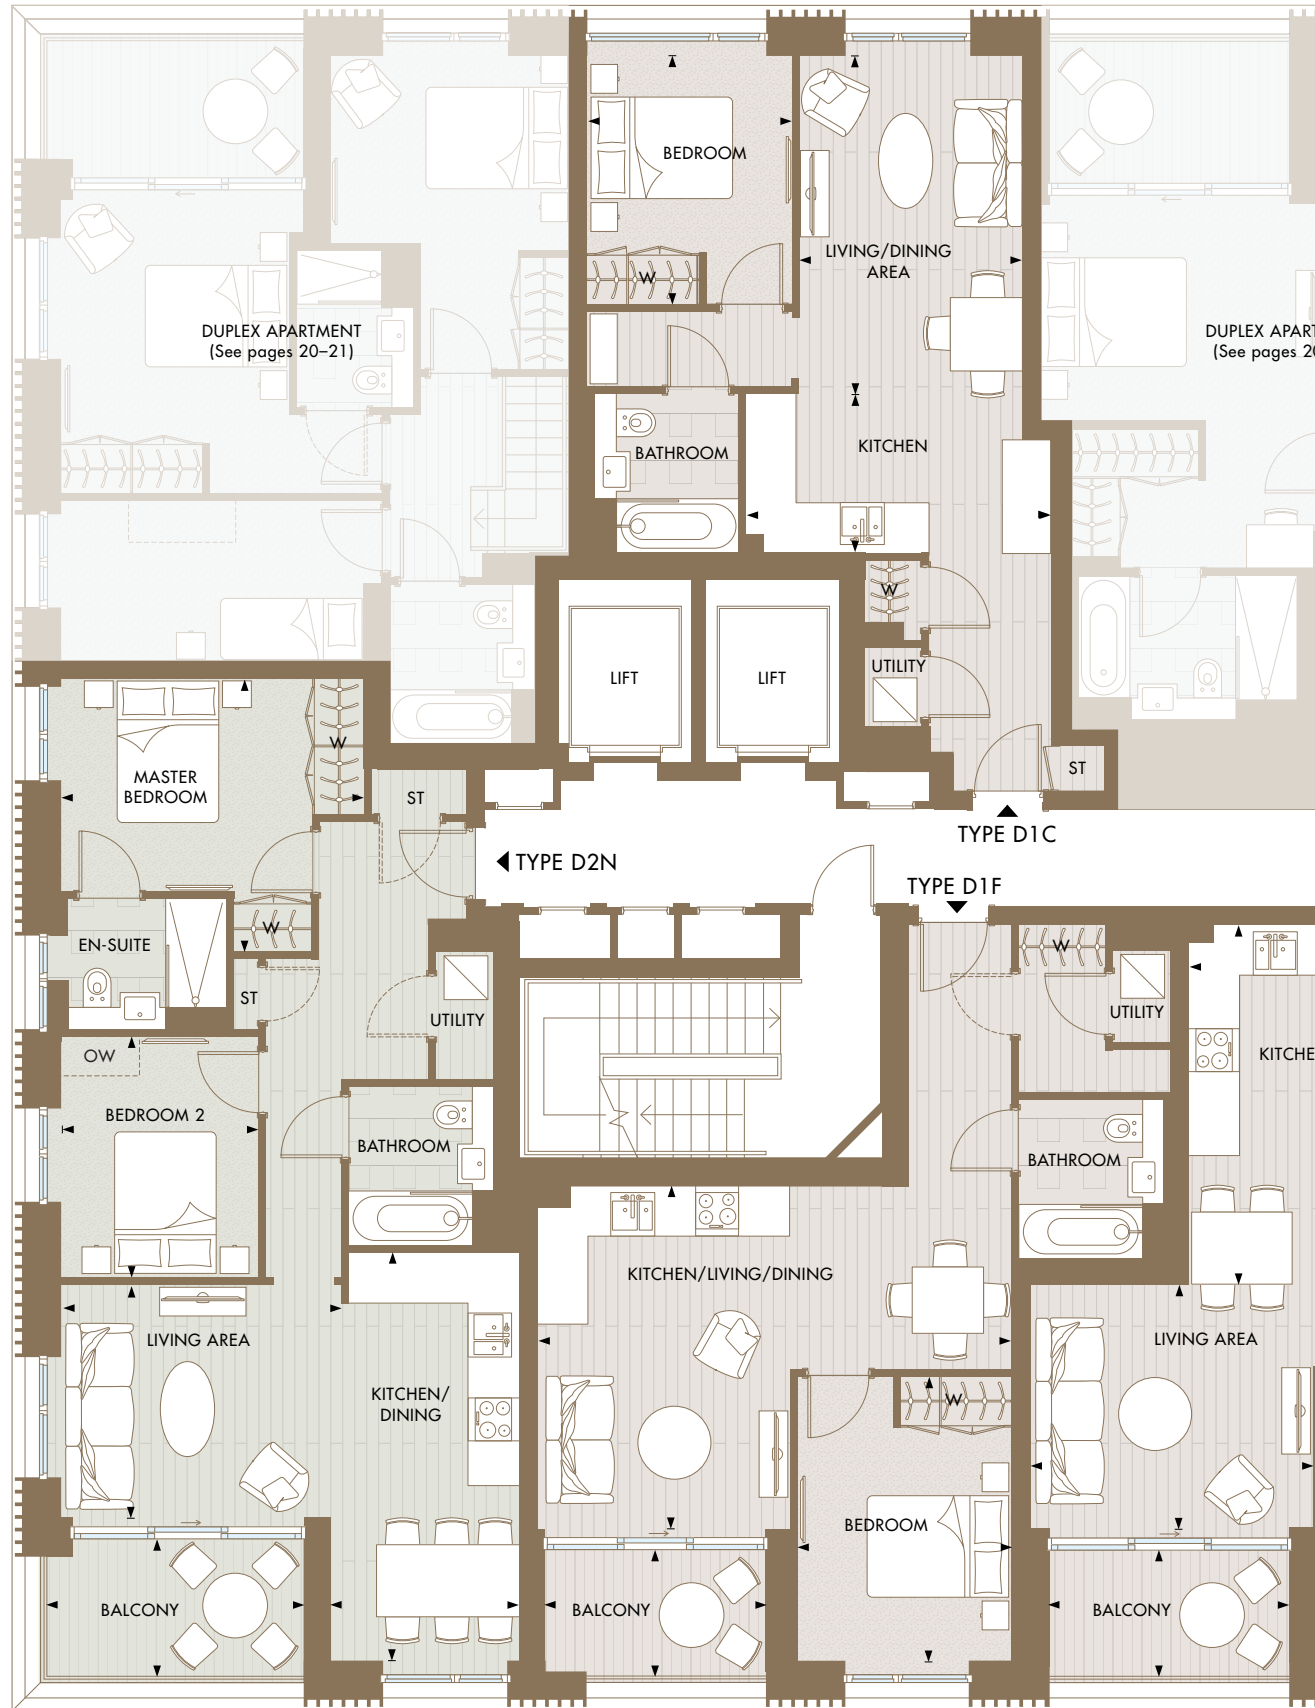 BEDROOM
LIVING/DINING
AREA
W
DUPLEX APARTMENT
(See pages 20–21)
DUPLEX APART
(See pages 20
KITCHEN
BATHROOM
W
LIFT
LIFT
UTILITY
W
MASTER
BEDROOM
ST
ST
TYPE D1C
TYPE D2N
TYPE D1F
W
EN-SUITE
W
ST
UTILITY
UTILITY
OW
KITCHE
BEDROOM 2
BATHROOM
BATHROOM
KITCHEN/LIVING/DINING
LIVING AREA
LIVING AREA
KITCHEN/
DINING
W
BEDROOM
BALCONY
BALCONY
BALCONY